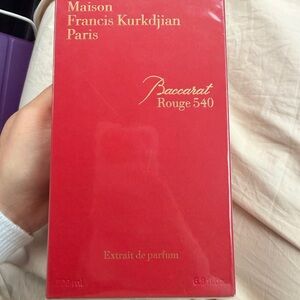 Maison
Francis Kurkdjian
Paris
Baccarat
Rouge 540
Extrait de parfum